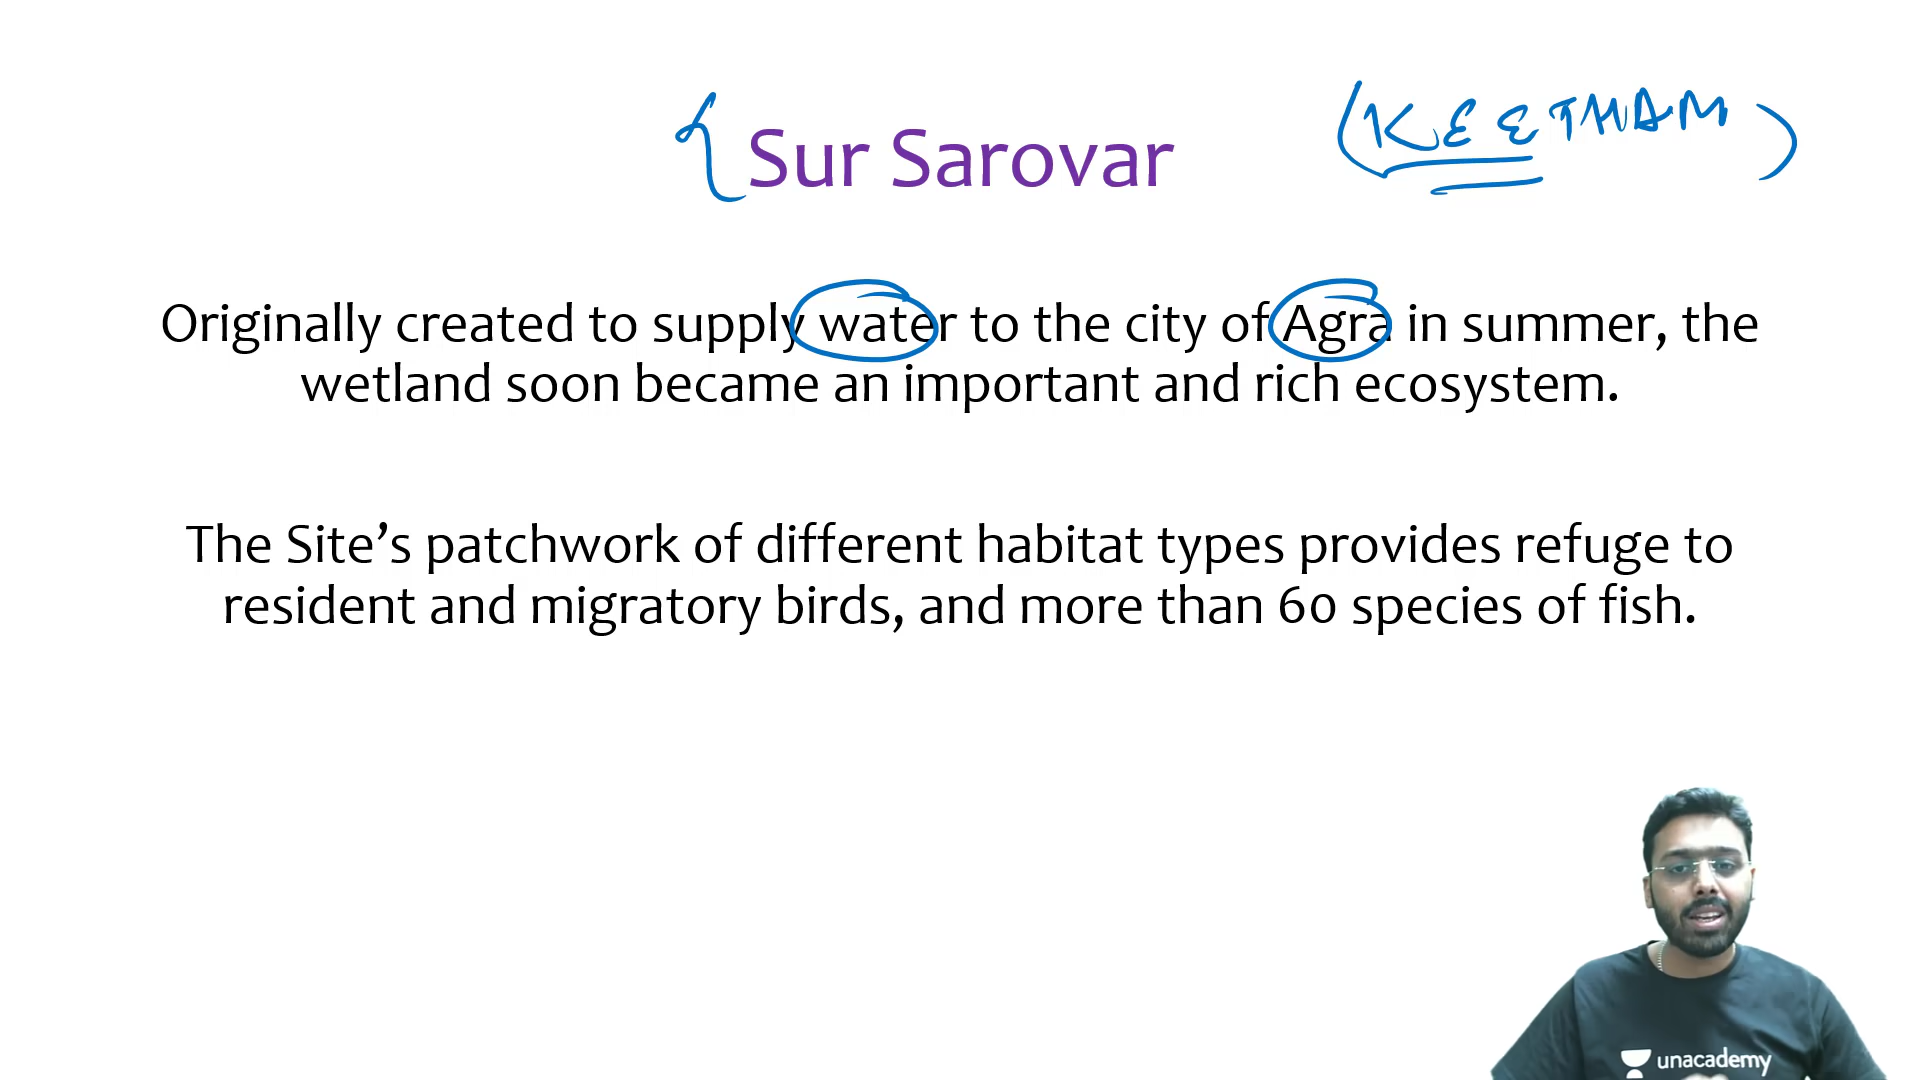 Sur Sarovar
(KEETHAM)
Originally created to supply water to the city of Agra in summer, the
wetland soon became an important and rich ecosystem.
The Site’s patchwork of different habitat types provides refuge to
resident and migratory birds, and more than 60 species of fish.
unacademy